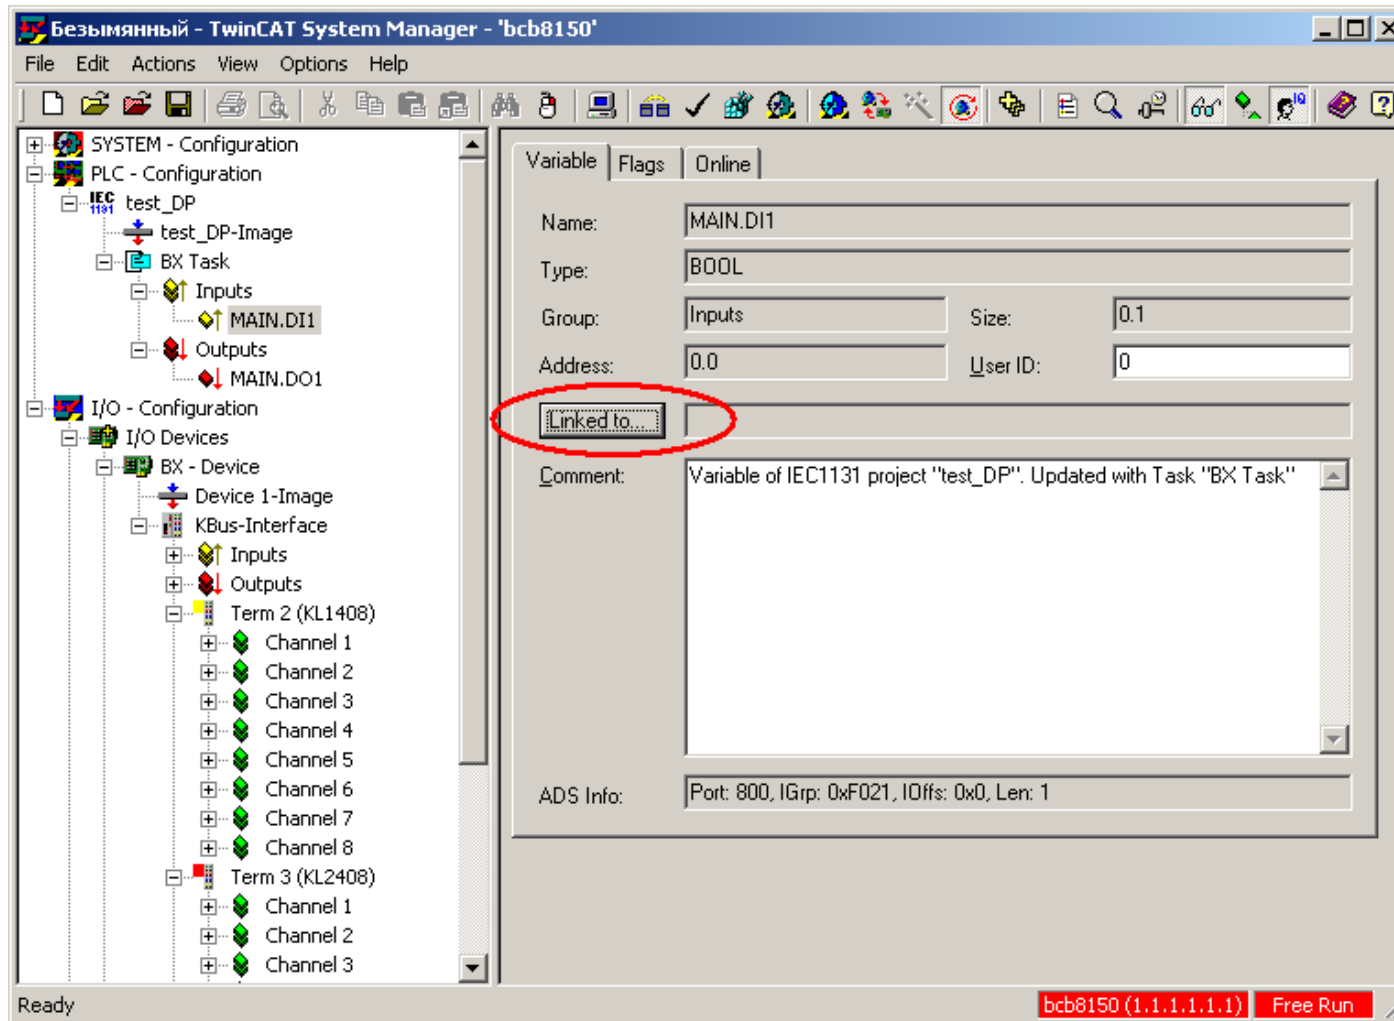 Безымянный - TwinCAT System Manager - 'bcb8150'
File Edit Actions View Options Help
SYSTEM - Configuration
PLC - Configuration
IEC 1131 test_DP
test_DP-Image
BX Task
Inputs
MAIN.DI1
Outputs
MAIN.DO1
I/O - Configuration
I/O Devices
BX - Device
Device 1-Image
KBus-Interface
Inputs
Outputs
Term 2 (KL1408)
Channel 1
Channel 2
Channel 3
Channel 4
Channel 5
Channel 6
Channel 7
Channel 8
Term 3 (KL2408)
Channel 1
Channel 2
Channel 3
Variable Flags Online
Name: MAIN.DI1
Type: BOOL
Group: Inputs Size: 0.1
Address: 0.0 User ID: 0
Linked to...
Comment: Variable of IEC1131 project "test_DP". Updated with Task "BX Task"
ADS Info: Port: 800, IGrp: 0xF021, IOffs: 0x0, Len: 1
Ready bcb8150 (1.1.1.1.1.1) Free Run